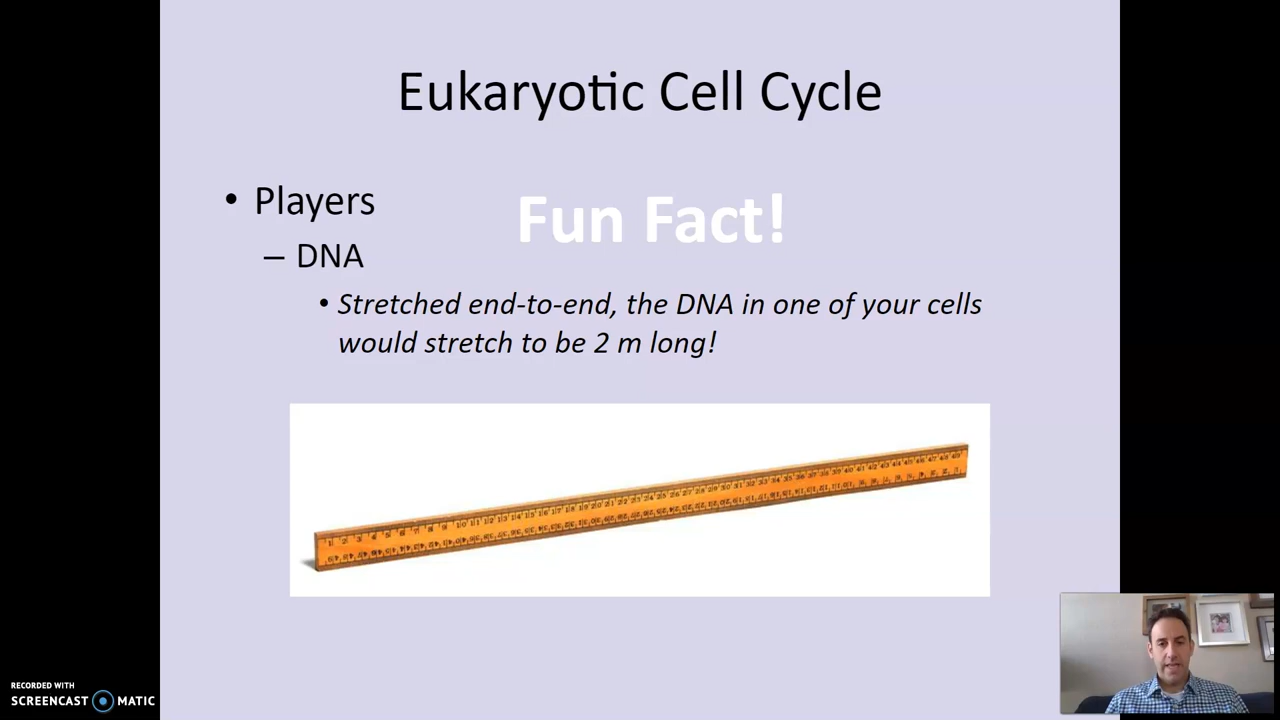 Eukaryotic Cell Cycle
• Players
Fun Fact!
– DNA
• Stretched end-to-end, the DNA in one of your cells
would stretch to be 2 m long!
RECORDED WITH
SCREENCAST MATIC